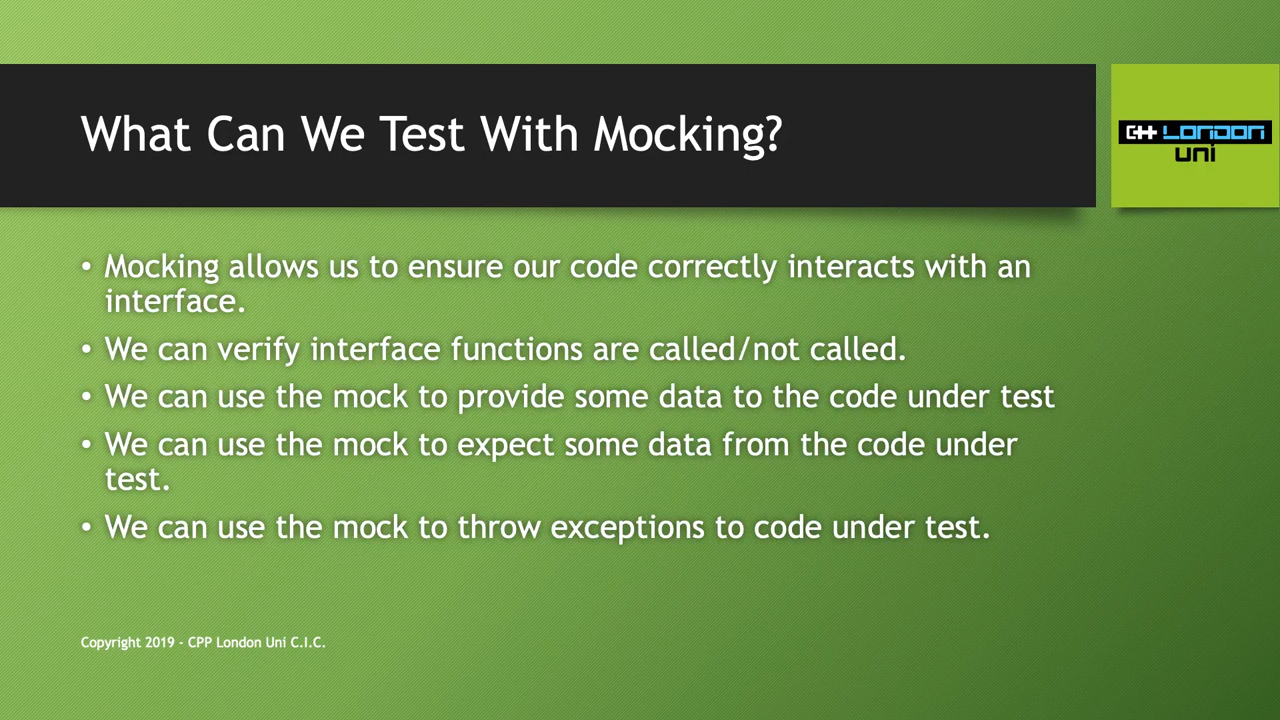 What Can We Test With Mocking?
C++ London
Uni
• Mocking allows us to ensure our code correctly interacts with an
interface.
• We can verify interface functions are called/not called.
• We can use the mock to provide some data to the code under test
• We can use the mock to expect some data from the code under
test.
• We can use the mock to throw exceptions to code under test.
Copyright 2019 - CPP London Uni C.I.C.